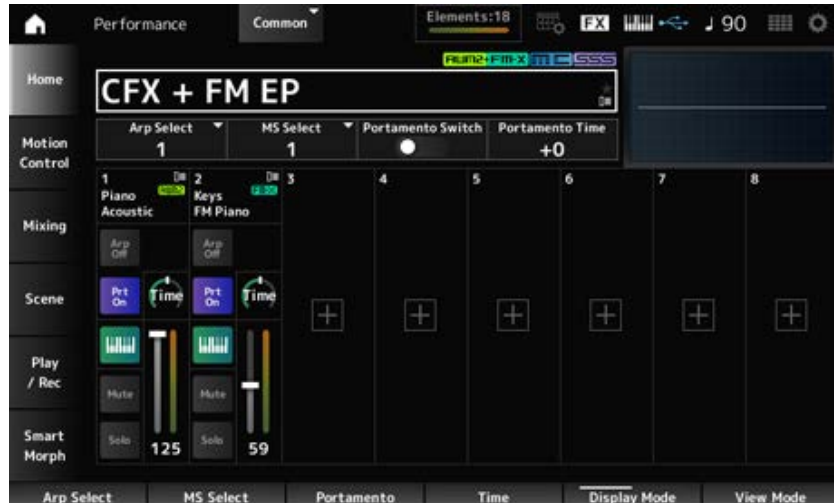 Performance Common Elements:18 FX 90
Home
AWM2+FM-X MC SSS
CFX + FM EP
Arp Select MS Select Portamento Switch Portamento Time
1 1 +0
Motion
Control
1 2 3 4 5 6 7 8
Piano Keys
Acoustic FM Piano
Mixing
Arp Arp
Off Off
Scene
Prt Time Prt Time
On On
Play
/ Rec
Mute Mute
Smart
Morph
Solo 125 Solo 59
Arp Select MS Select Portamento Time Display Mode View Mode